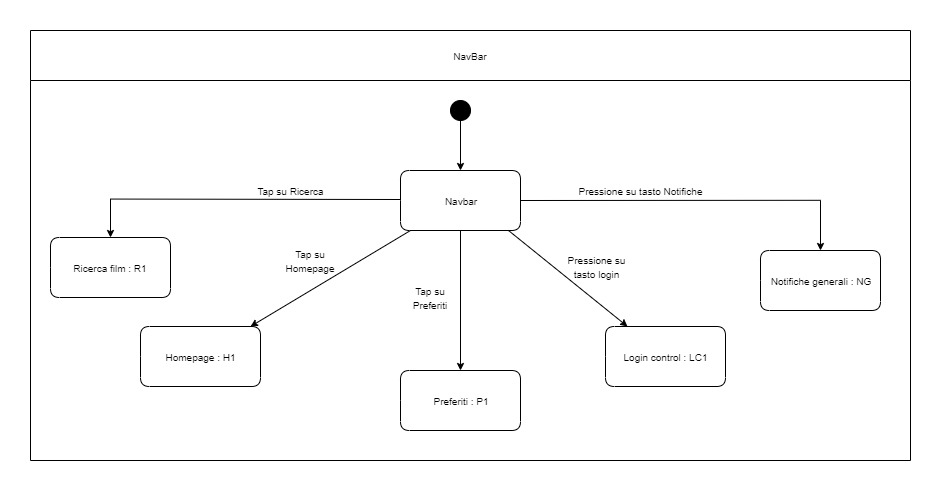 NavBar
Navbar
Tap su Ricerca
Pressione su tasto Notifiche
Ricerca film : R1
Tap su
Homepage
Pressione su
tasto login
Notifiche generali : NG
Tap su
Preferiti
Homepage : H1
Login control : LC1
Preferiti : P1